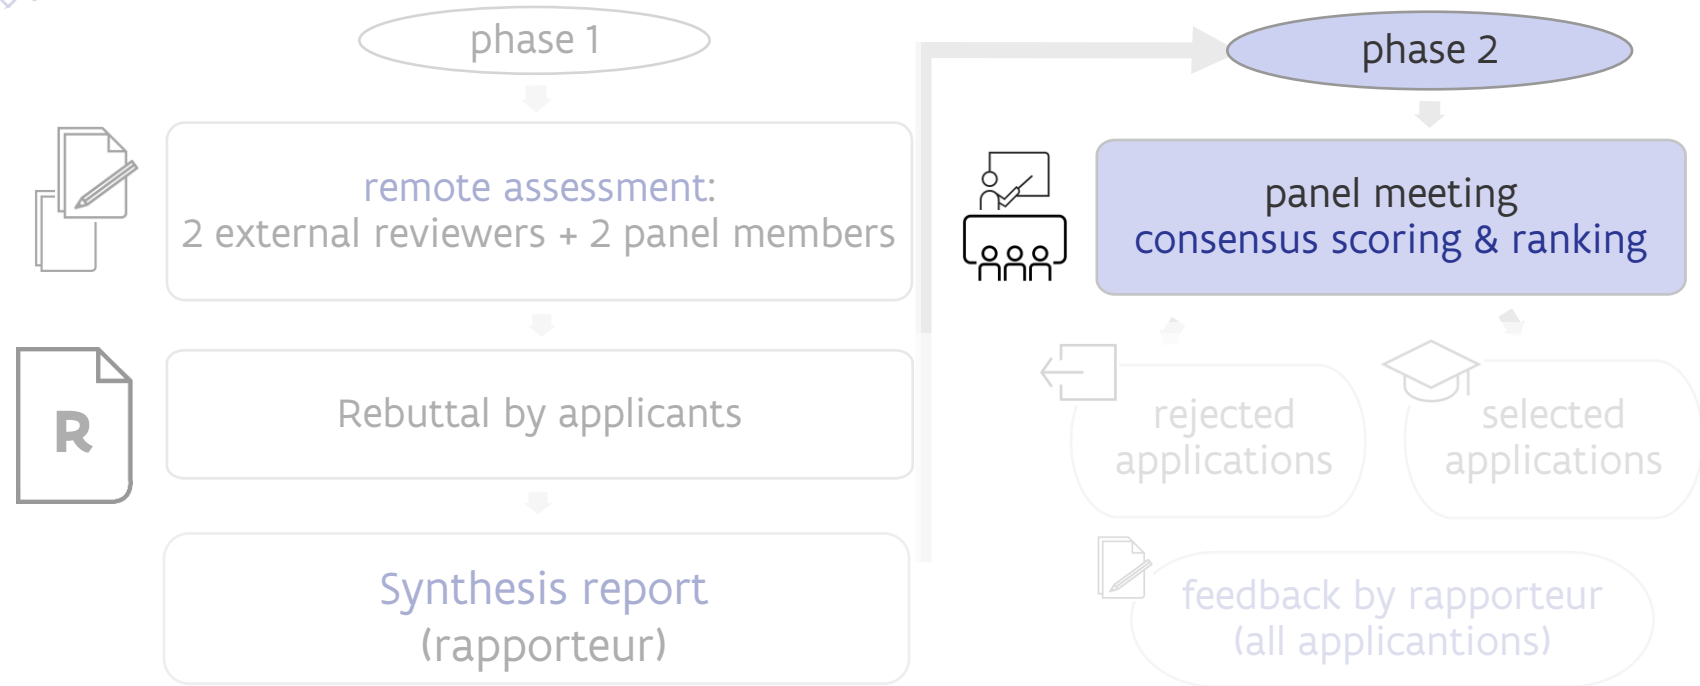 phase 1
remote assessment:
2 external reviewers + 2 panel members
R
Rebuttal by applicants
Synthesis report
(rapporteur)
phase 2
panel meeting
consensus scoring & ranking
rejected
applications
selected
applications
feedback by rapporteur
(all applicantions)